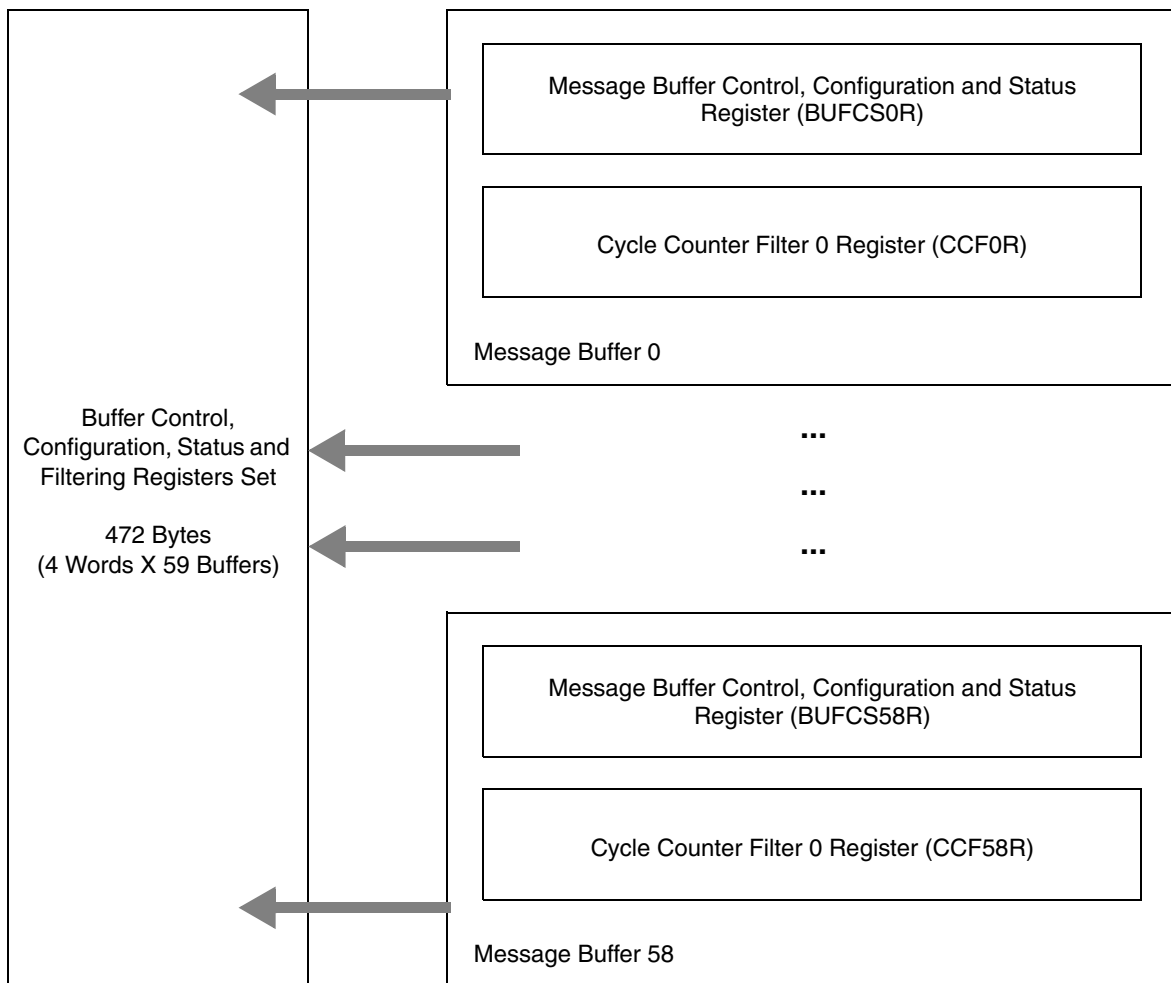 Message Buffer Control, Configuration and Status
Register (BUFCS0R)
Cycle Counter Filter 0 Register (CCF0R)
Message Buffer 0
Buffer Control,
Configuration, Status and
Filtering Registers Set
472 Bytes
(4 Words X 59 Buffers)
...
...
...
Message Buffer Control, Configuration and Status
Register (BUFCS58R)
Cycle Counter Filter 0 Register (CCF58R)
Message Buffer 58